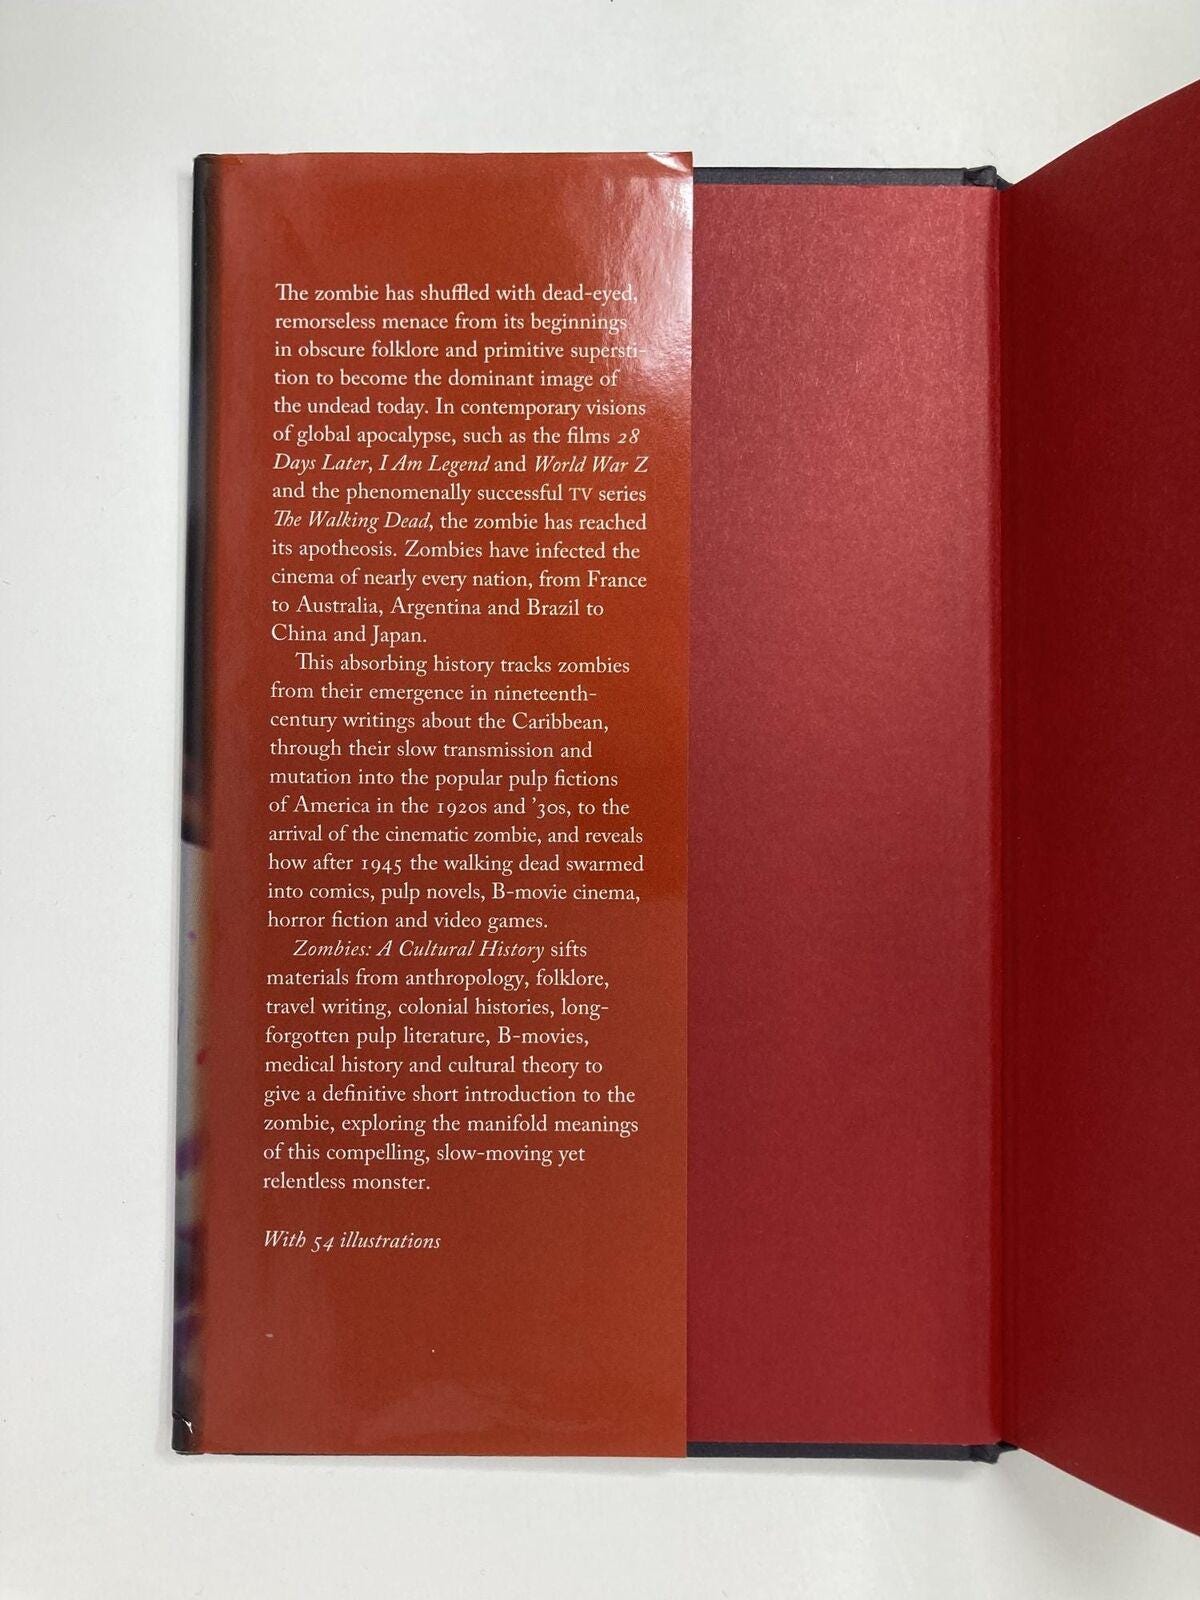 The zombie has shuffled with dead-eyed,
remorseless menace from its beginnings
in obscure folklore and primitive supersti-
tion to become the dominant image of
the undead today. In contemporary visions
of global apocalypse, such as the films 28
Days Later, I Am Legend and World War Z
and the phenomenally successful TV series
The Walking Dead, the zombie has reached
its apotheosis. Zombies have infected the
cinema of nearly every nation, from France
to Australia, Argentina and Brazil to
China and Japan.
This absorbing history tracks zombies
from their emergence in nineteenth-
century writings about the Caribbean,
through their slow transmission and
mutation into the popular pulp fictions
of America in the 1920s and ’30s, to the
arrival of the cinematic zombie, and reveals
how after 1945 the walking dead swarmed
into comics, pulp novels, B-movie cinema,
horror fiction and video games.
Zombies: A Cultural History sifts
materials from anthropology, folklore,
travel writing, colonial histories, long-
forgotten pulp literature, B-movies,
medical history and cultural theory to
give a definitive short introduction to the
zombie, exploring the manifold meanings
of this compelling, slow-moving yet
relentless monster.
With 54 illustrations